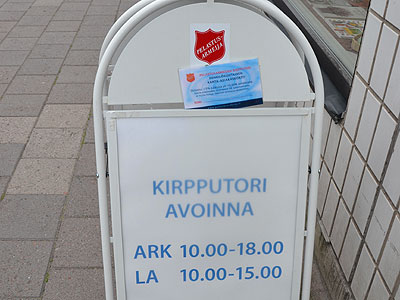 PELASTUS-
ARMEIJA
KIRPPUTORI
AVOINNA
ARK 10.00-18.00
LA 10.00-15.00